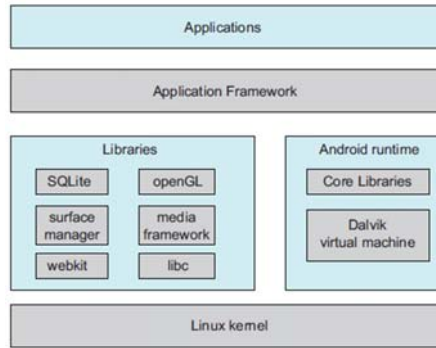 Applications
Application Framework
Libraries
SQLite
openGL
surface
manager
media
framework
webkit
libc
Android runtime
Core Libraries
Dalvik
virtual machine
Linux kernel